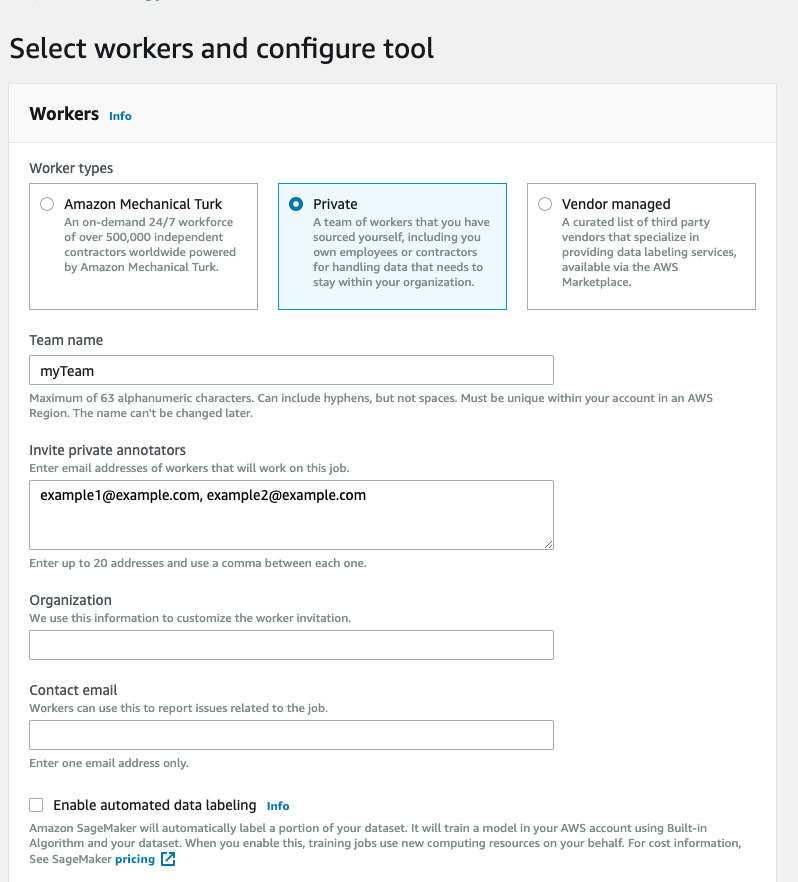 Select workers and configure tool
Workers Info
Worker types
Amazon Mechanical Turk
An on-demand 24/7 workforce
of over 500,000 independent
contractors worldwide powered
by Amazon Mechanical Turk.
Private
A team of workers that you have
sourced yourself, including you
own employees or contractors
for handling data that needs to
stay within your organization.
Vendor managed
A curated list of third party
vendors that specialize in
providing data labeling services,
available via the AWS
Marketplace.
Team name
myTeam
Maximum of 63 alphanumeric characters. Can include hyphens, but not spaces. Must be unique within your account in an AWS
Region. The name can't be changed later.
Invite private annotators
Enter email addresses of workers that will work on this job.
example1@example.com, example2@example.com
Enter up to 20 addresses and use a comma between each one.
Organization
We use this information to customize the worker invitation.
Contact email
Workers can use this to report issues related to the job.
Enter one email address only.
Enable automated data labeling Info
Amazon SageMaker will automatically label a portion of your dataset. It will train a model in your AWS account using Built-in
Algorithm and your dataset. When you enable this, training jobs use new computing resources on your behalf. For cost information,
See SageMaker pricing